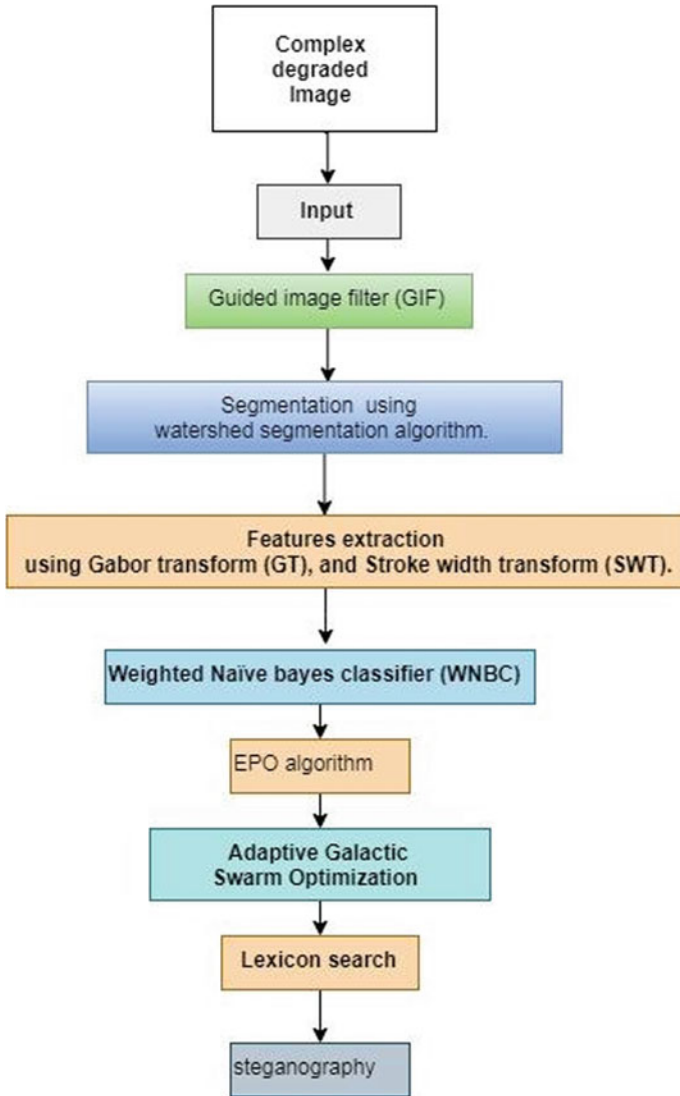 Complex
degraded
Image
Input
Guided image filter (GIF)
Segmentation using
watershed segmentation algorithm.
Features extraction
using Gabor transform (GT), and Stroke width transform (SWT).
Weighted Naïve bayes classifier (WNBC)
EPO algorithm
Adaptive Galactic
Swarm Optimization
Lexicon search
steganography